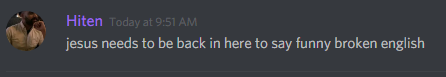 Hiten Today at 9:51 AM
jesus needs to be back in here to say funny broken english